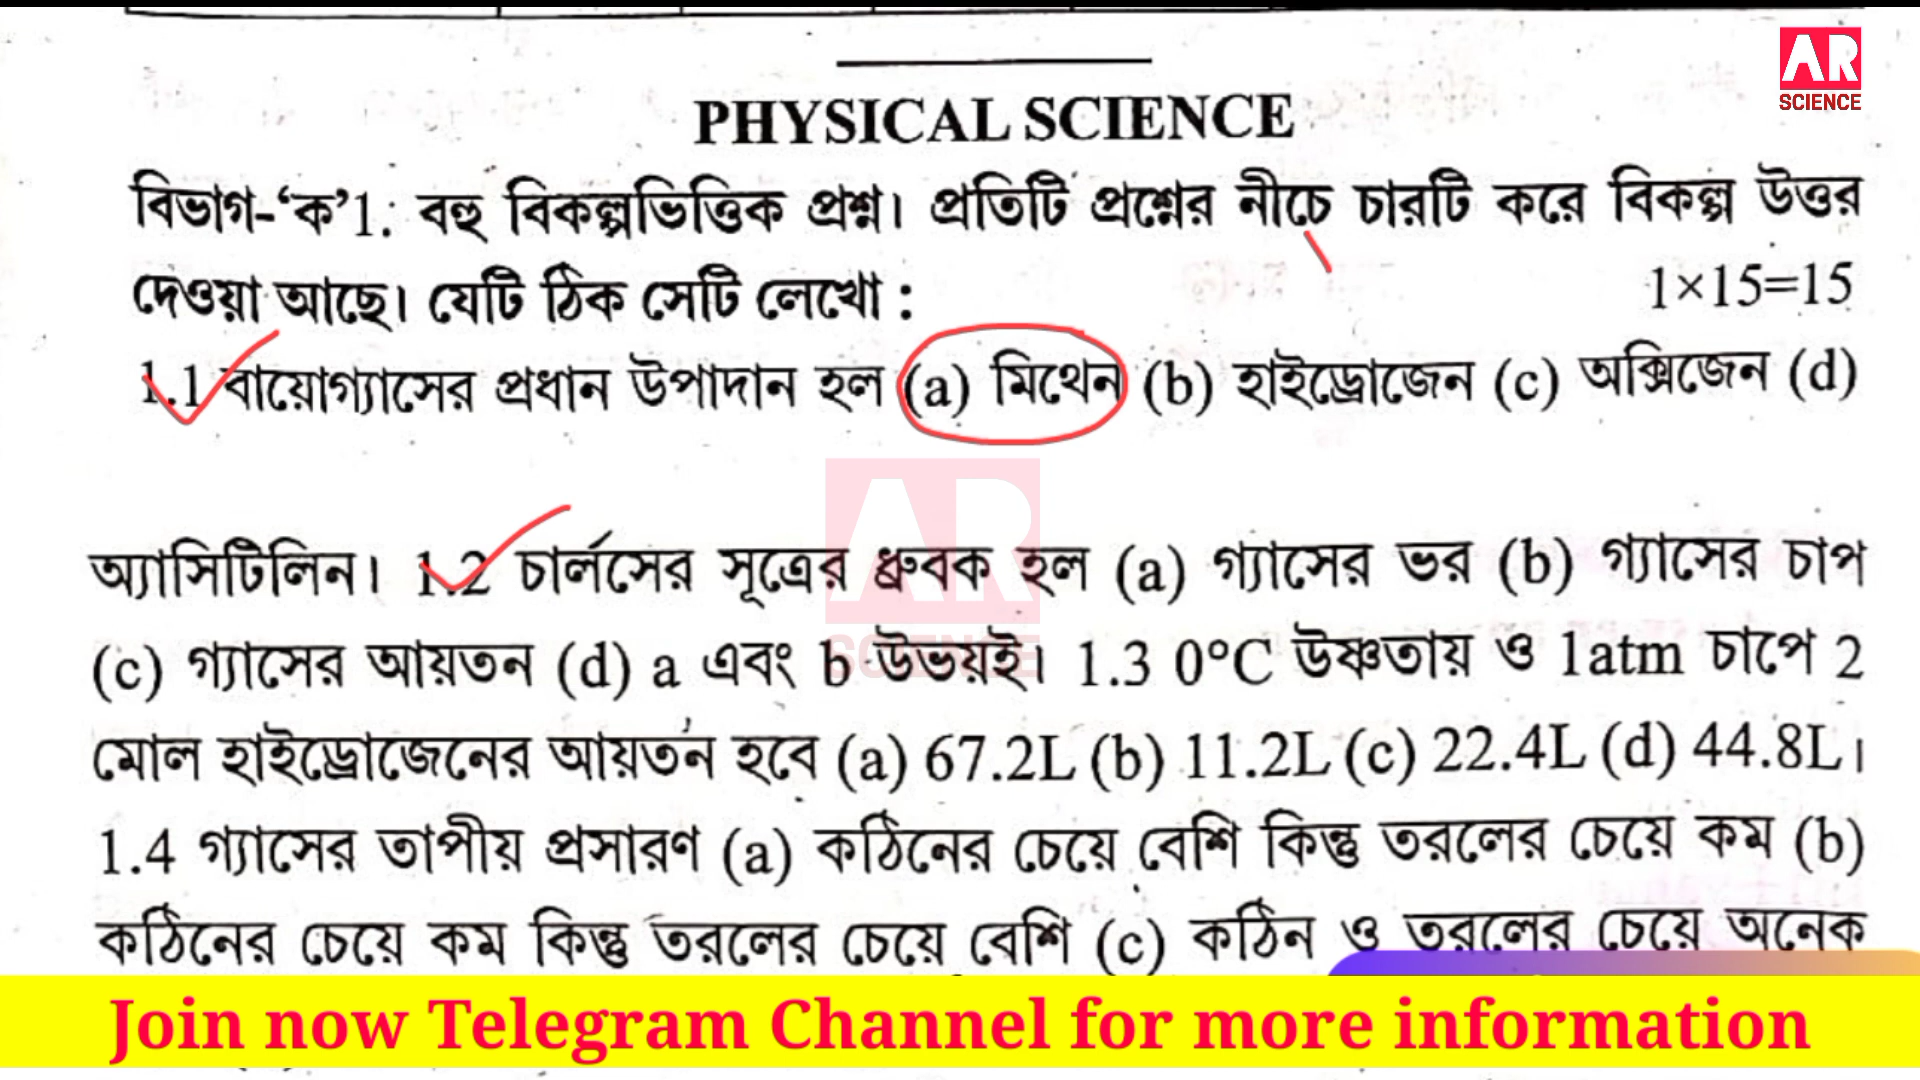 AR
SCIENCE
PHYSICAL SCIENCE
বিভাগ-‘ক’1. বহু বিকল্পভিত্তিক প্রশ্ন। প্রতিটি প্রশ্নের নীচে চারটি করে বিকল্প উত্তর
দেওয়া আছে। যেটি ঠিক সেটি লেখো : 1×15=15
1.1 বায়োগ্যাসের প্রধান উপাদান হল (a) মিথেন (b) হাইড্রোজেন (c) অক্সিজেন (d)
অ্যাসিটিলিন। 1.2 চার্লসের সূত্রের ধ্রুবক হল (a) গ্যাসের ভর (b) গ্যাসের চাপ
(c) গ্যাসের আয়তন (d) a এবং b উভয়ই। 1.3 0°C উষ্ণতায় ও 1atm চাপে 2
মোল হাইড্রোজেনের আয়তন হবে (a) 67.2L (b) 11.2L (c) 22.4L (d) 44.8L।
1.4 গ্যাসের তাপীয় প্রসারণ (a) কঠিনের চেয়ে বেশি কিন্তু তরলের চেয়ে কম (b)
কঠিনের চেয়ে কম কিন্তু তরলের চেয়ে বেশি (c) কঠিন ও তরলের চেয়ে অনেক
Join now Telegram Channel for more information